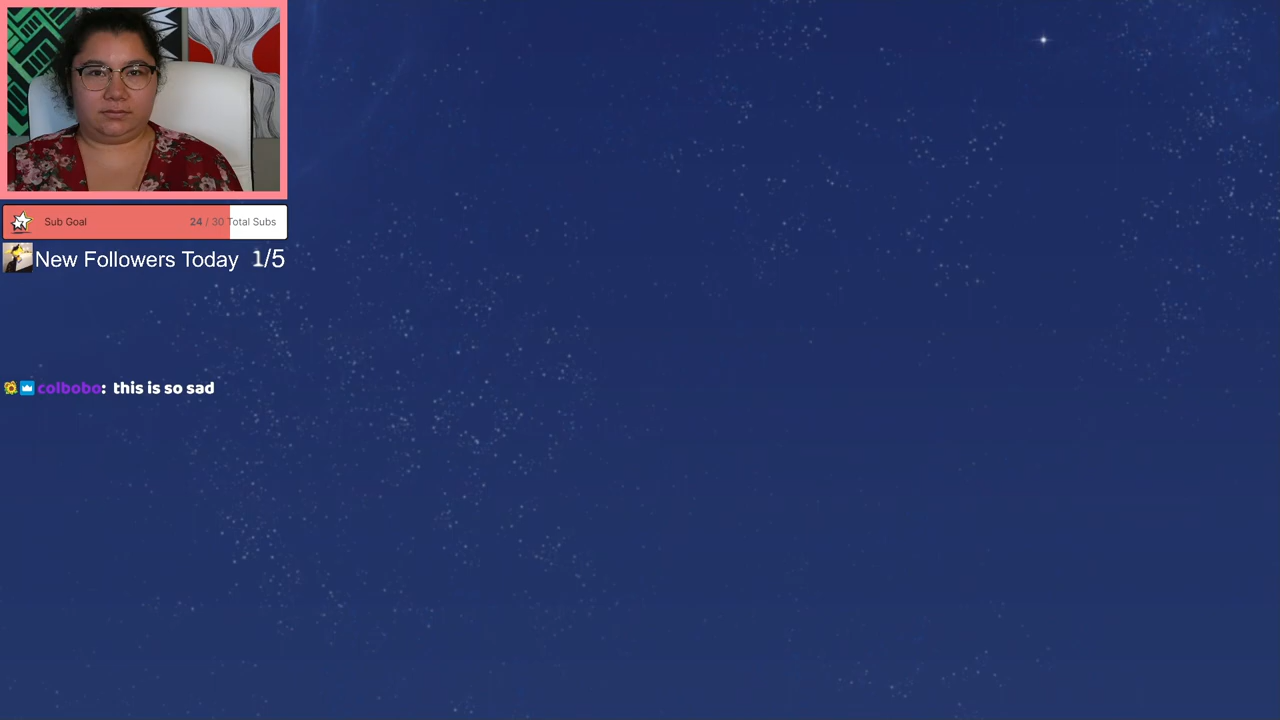 Sub Goal 24 / 30 Total Subs
New Followers Today 1/5
colbobo: this is so sad